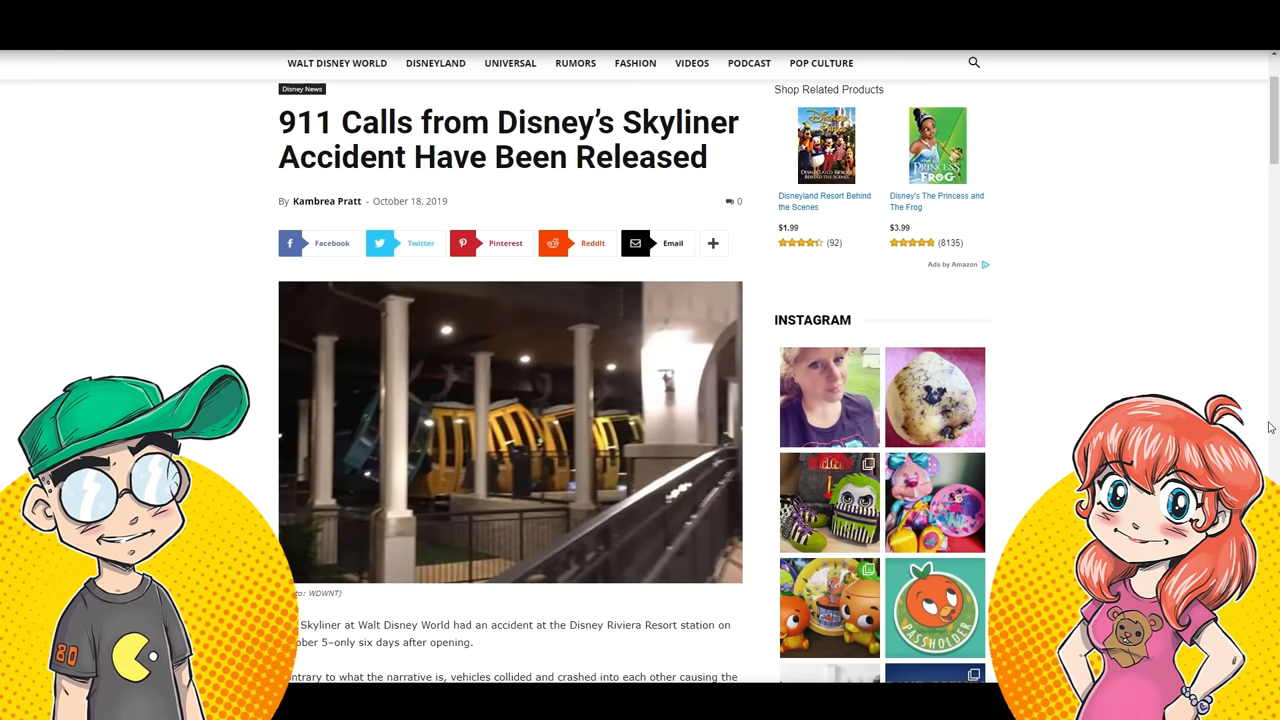 WALT DISNEY WORLD DISNEYLAND UNIVERSAL RUMORS FASHION VIDEOS PODCAST POP CULTURE
Disney News
911 Calls from Disney's Skyliner
Accident Have Been Released
By Kambrea Pratt - October 18, 2019 0
Facebook Twitter Pinterest ReddIt Email
to: WDWNT)
Skyliner at Walt Disney World had an accident at the Disney Riviera Resort station on
ober 5–only six days after opening.
ntrary to what the narrative is, vehicles collided and crashed into each other causing the
Shop Related Products
Disneyland Resort Behind
the Scenes
$1.99
(92)
Disney's The Princess and
The Frog
$3.99
(8135)
Ads by Amazon
INSTAGRAM
PASSHOLDER
80